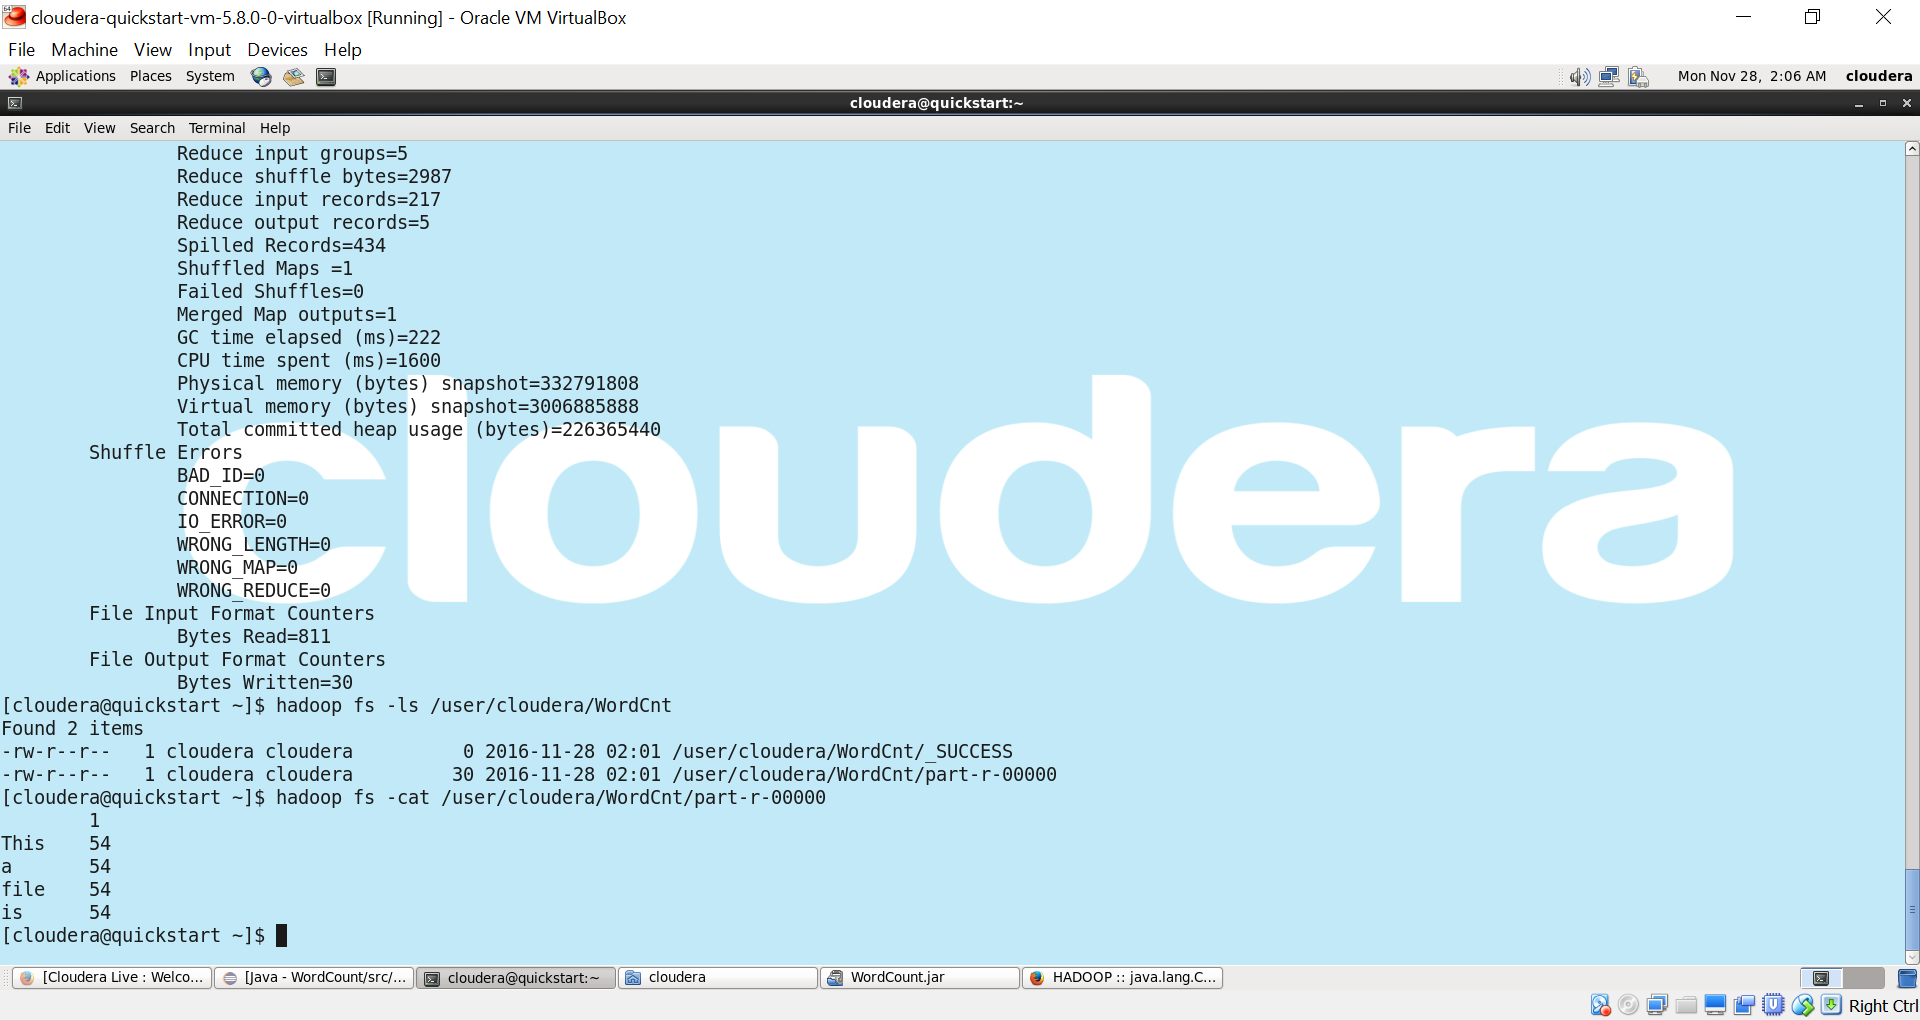 cloudera-quickstart-vm-5.8.0-0-virtualbox [Running] - Oracle VM VirtualBox
File Machine View Input Devices Help
Applications Places System Mon Nov 28, 2:06 AM cloudera
cloudera@quickstart:~
File Edit View Search Terminal Help
Reduce input groups=5
Reduce shuffle bytes=2987
Reduce input records=217
Reduce output records=5
Spilled Records=434
Shuffled Maps =1
Failed Shuffles=0
Merged Map outputs=1
GC time elapsed (ms)=222
CPU time spent (ms)=1600
Physical memory (bytes) snapshot=332791808
Virtual memory (bytes) snapshot=3006885888
Total committed heap usage (bytes)=226365440
Shuffle Errors
BAD_ID=0
CONNECTION=0
IO_ERROR=0
WRONG_LENGTH=0
WRONG_MAP=0
WRONG_REDUCE=0
File Input Format Counters
Bytes Read=811
File Output Format Counters
Bytes Written=30
cloudera
[cloudera@quickstart ~]$ hadoop fs -ls /user/cloudera/WordCnt
Found 2 items
-rw-r--r-- 1 cloudera cloudera 0 2016-11-28 02:01 /user/cloudera/WordCnt/_SUCCESS
-rw-r--r-- 1 cloudera cloudera 30 2016-11-28 02:01 /user/cloudera/WordCnt/part-r-00000
[cloudera@quickstart ~]$ hadoop fs -cat /user/cloudera/WordCnt/part-r-00000
1
This 54
a 54
file 54
is 54
[cloudera@quickstart ~]$
[Cloudera Live : Welco... [Java - WordCount/src/... cloudera@quickstart:~ cloudera WordCount.jar HADOOP :: java.lang.C...
Right Ctrl